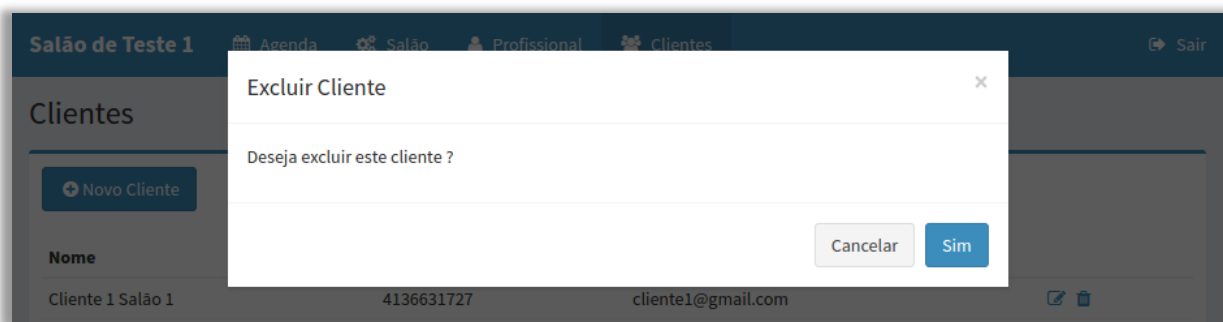 Salão de Teste 1 Agenda Salão Profissional Clientes Sair
Excluir Cliente ×
Clientes
Deseja excluir este cliente ?
Novo Cliente
Cancelar Sim
Nome
Cliente 1 Salão 1 4136631727 cliente1@gmail.com